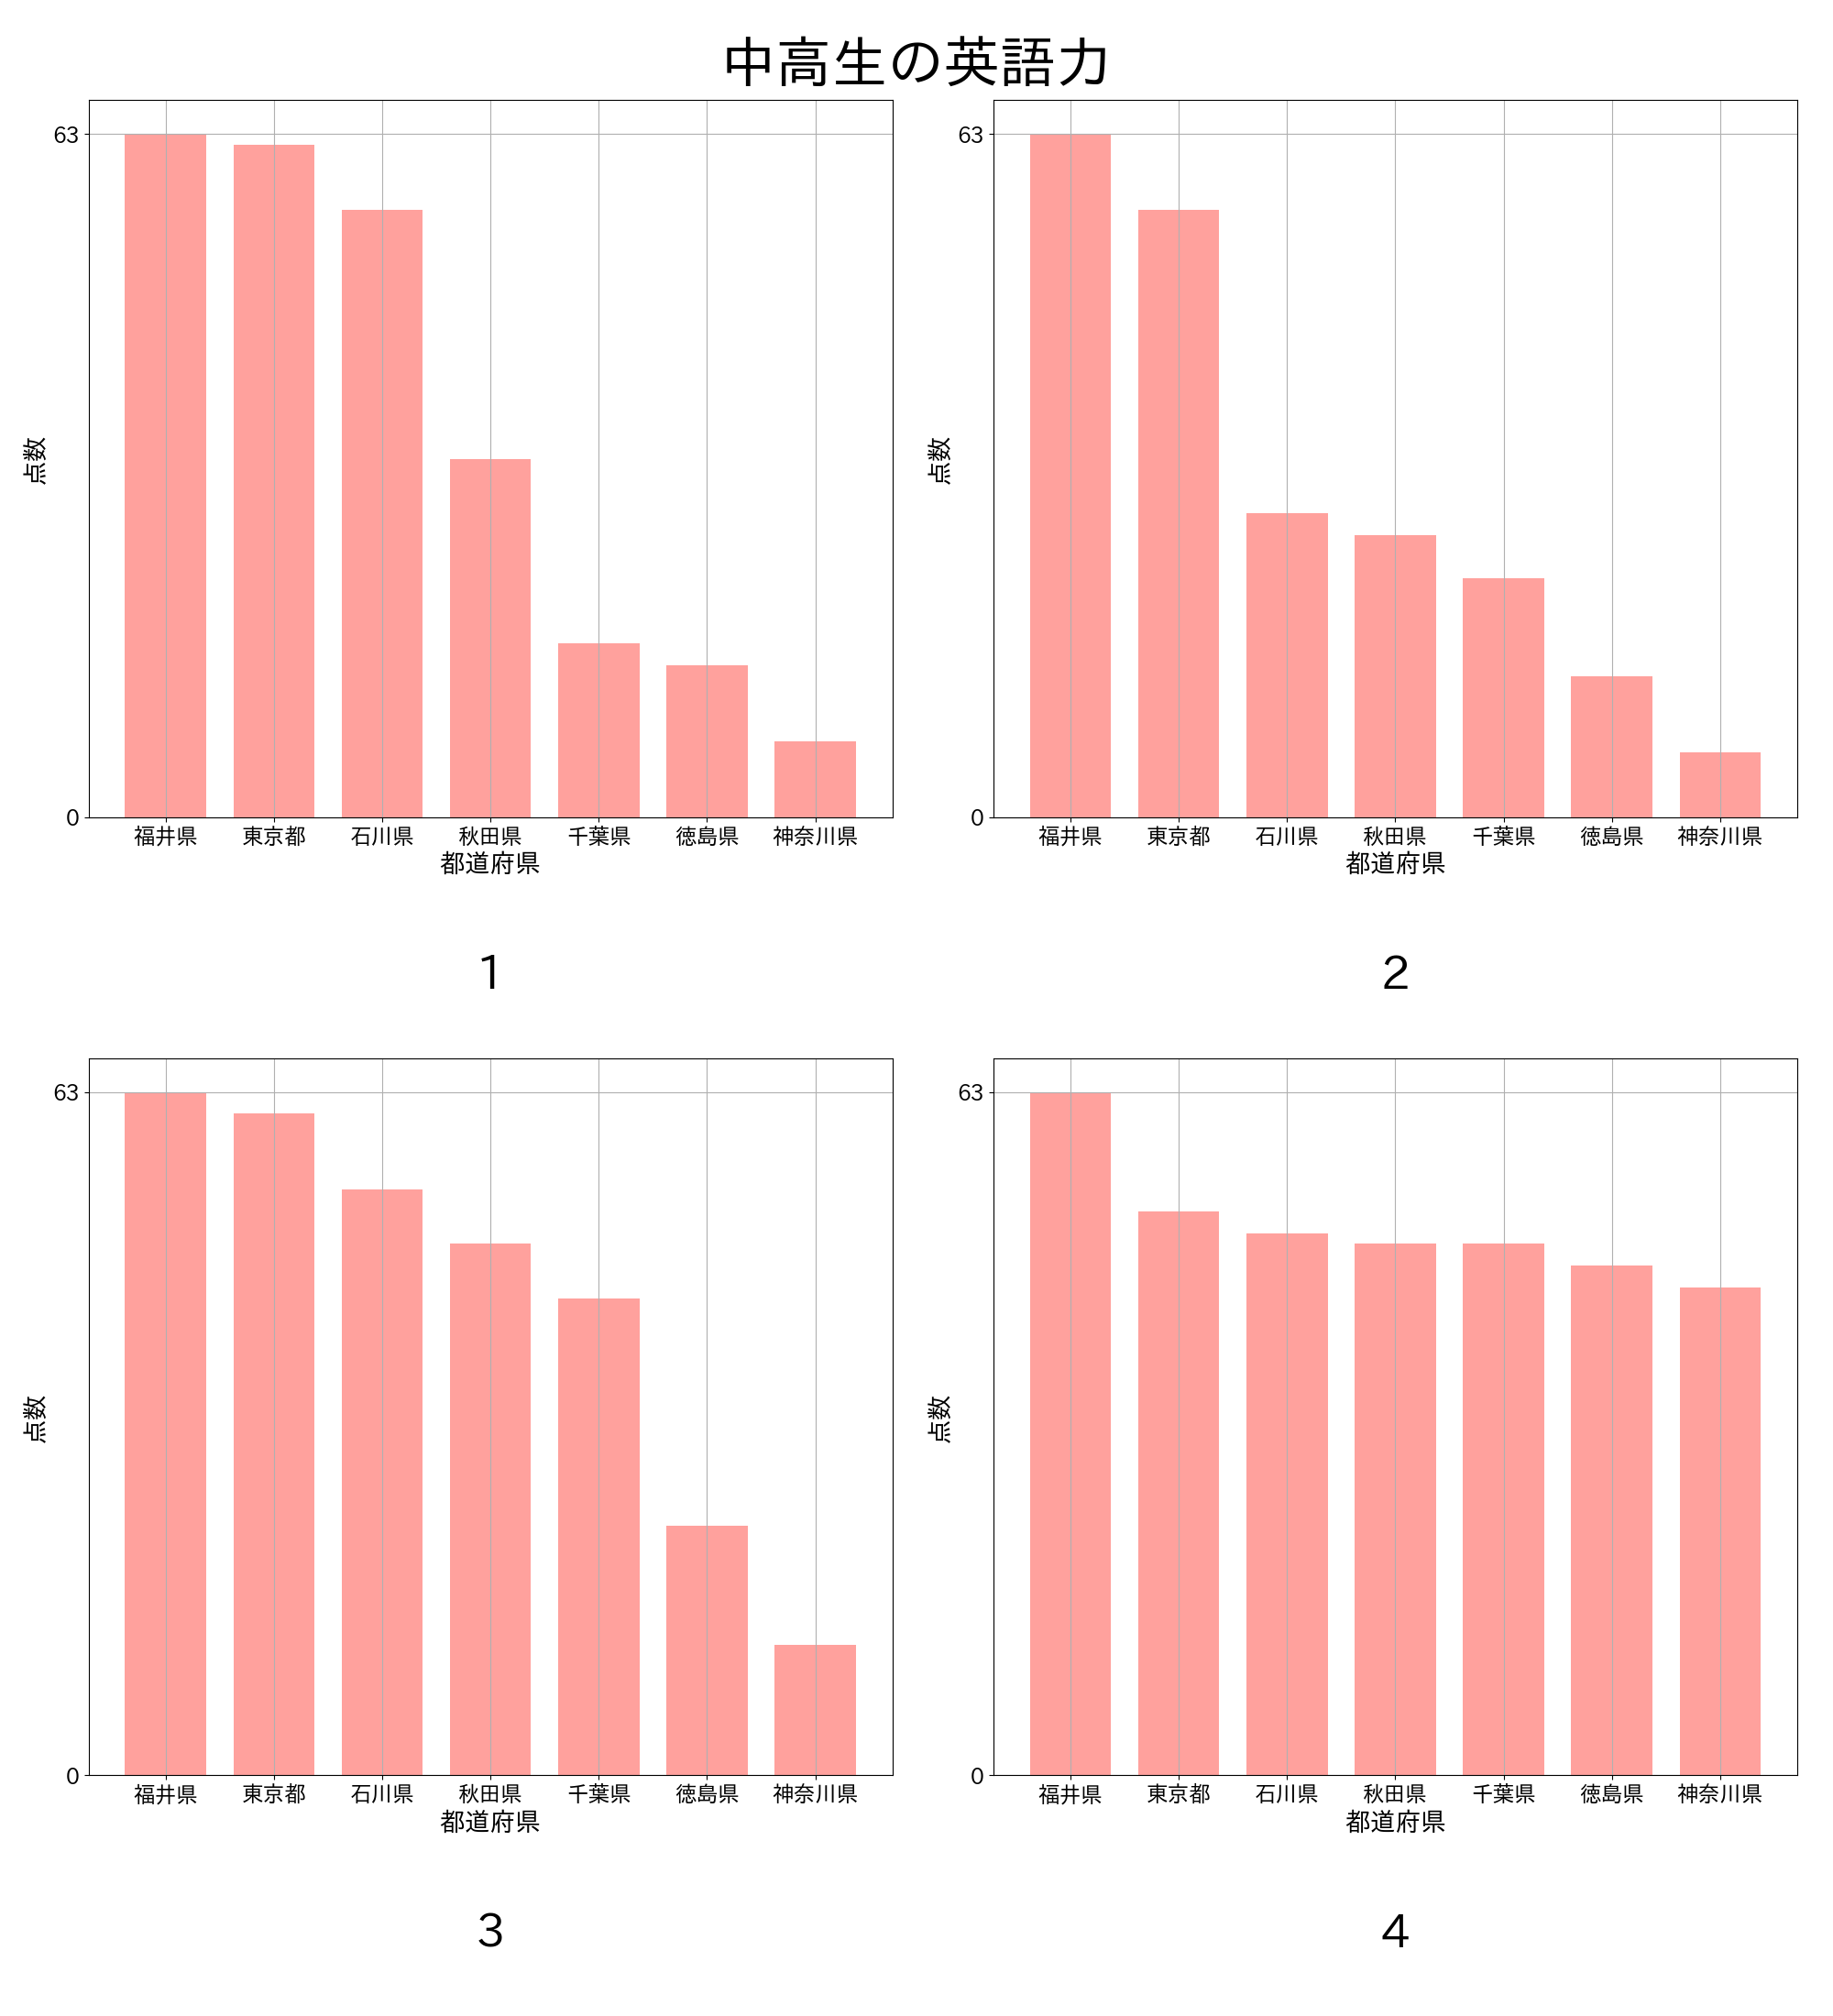 中高生の英語力
63
0
点数
福井県 東京都 石川県 秋田県 千葉県 徳島県 神奈川県
都道府県
1
63
0
点数
福井県 東京都 石川県 秋田県 千葉県 徳島県 神奈川県
都道府県
2
63
0
点数
福井県 東京都 石川県 秋田県 千葉県 徳島県 神奈川県
都道府県
3
63
0
点数
福井県 東京都 石川県 秋田県 千葉県 徳島県 神奈川県
都道府県
4